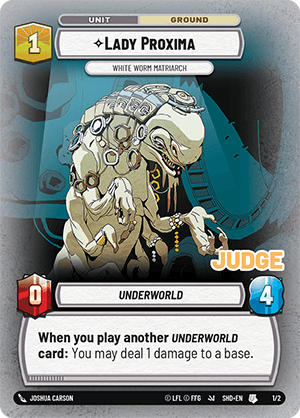 UNIT GROUND
1
✧LADY PROXIMA
WHITE WORM MATRIARCH
JUDGE
0 UNDERWORLD 4
When you play another UNDERWORLD
card: You may deal 1 damage to a base.
JOSHUA CARSON © LFL © FFG SHD•EN 1/2